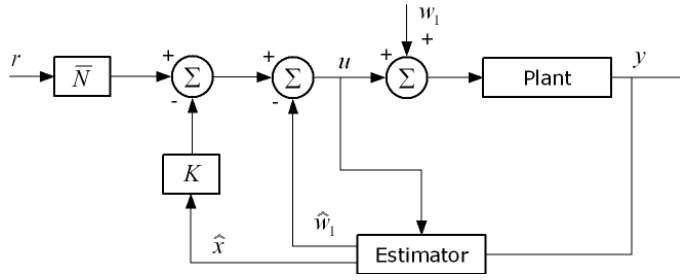 w₁
+
r
N̅
+
-
Σ
+
-
Σ
u
+
Σ
Plant
y
K
x̂
ŵ₁
Estimator